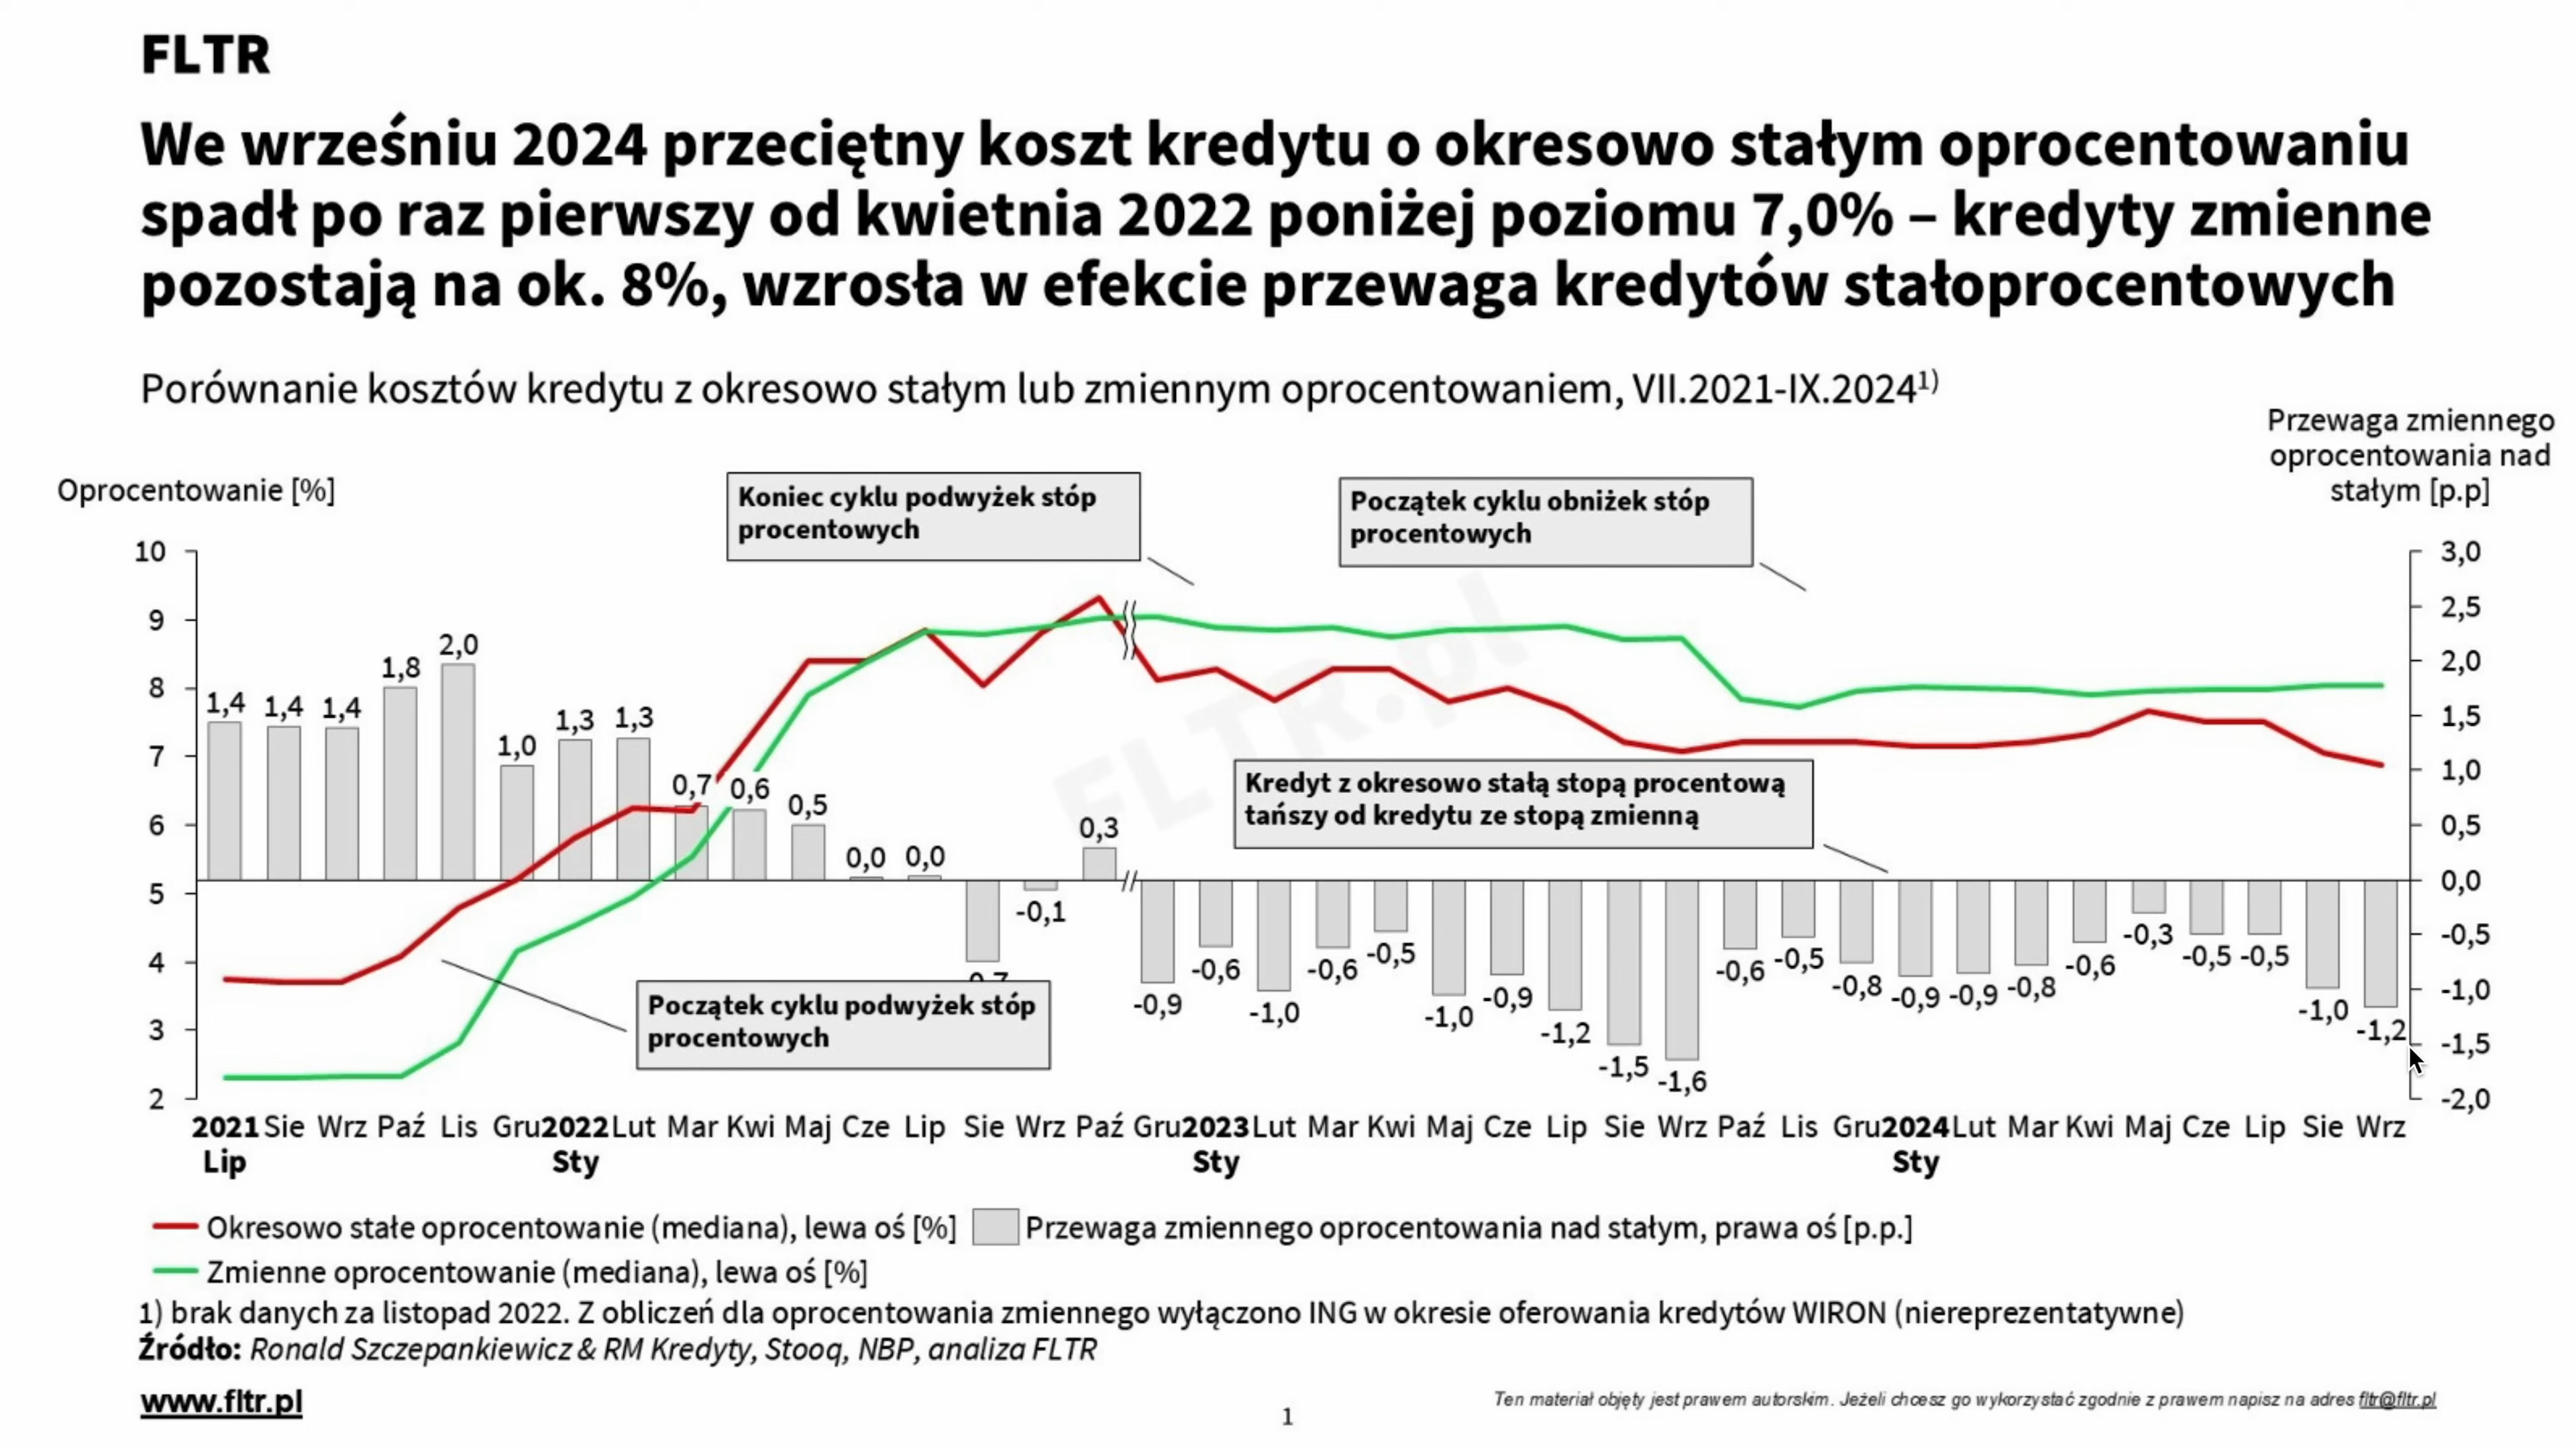 FLTR
We wrześniu 2024 przeciętny koszt kredytu o okresowo stałym oprocentowaniu
spadł po raz pierwszy od kwietnia 2022 poniżej poziomu 7,0% – kredyty zmienne
pozostają na ok. 8%, wzrosła w efekcie przewaga kredytów stałoprocentowych
Porównanie kosztów kredytu z okresowo stałym lub zmiennym oprocentowaniem, VII.2021-IX.2024¹⁾
Oprocentowanie [%]
Przewaga zmiennego
oprocentowania nad
stałym [p.p]
Koniec cyklu podwyżek stóp
procentowych
Początek cyklu obniżek stóp
procentowych
10
9
8
7
6
5
4
3
2
3,0
2,5
2,0
1,5
1,0
0,5
0,0
-0,5
-1,0
-1,5
-2,0
1,4 1,4 1,4 1,8 2,0 1,0 1,3 1,3 0,7 0,6 0,5 0,0 0,0 -0,1 0,3
FLTR.pl
Kredyt z okresowo stałą stopą procentową
tańszy od kredytu ze stopą zmienną
-0,9 -0,6 -1,0 -0,6 -0,5 -1,0 -0,9 -1,2 -1,5 -1,6 -0,6 -0,5 -0,8 -0,9 -0,9 -0,8 -0,6 -0,3 -0,5 -0,5 -1,0 -1,2
Początek cyklu podwyżek stóp
procentowych
2021 Sie Wrz Paź Lis Gru 2022 Lut Mar Kwi Maj Cze Lip Sie Wrz Paź Gru 2023 Lut Mar Kwi Maj Cze Lip Sie Wrz Paź Lis Gru 2024 Lut Mar Kwi Maj Cze Lip Sie Wrz
Lip Sty Sty Sty
Okresowo stałe oprocentowanie (mediana), lewa oś [%] Przewaga zmiennego oprocentowania nad stałym, prawa oś [p.p.]
Zmienne oprocentowanie (mediana), lewa oś [%]
1) brak danych za listopad 2022. Z obliczeń dla oprocentowania zmiennego wyłączono ING w okresie oferowania kredytów WIRON (niereprezentatywne)
Źródło: Ronald Szczepankiewicz & RM Kredyty, Stooq, NBP, analiza FLTR
www.fltr.pl
1
Ten materiał objęty jest prawem autorskim. Jeżeli chcesz go wykorzystać zgodnie z prawem napisz na adres fltr@fltr.pl